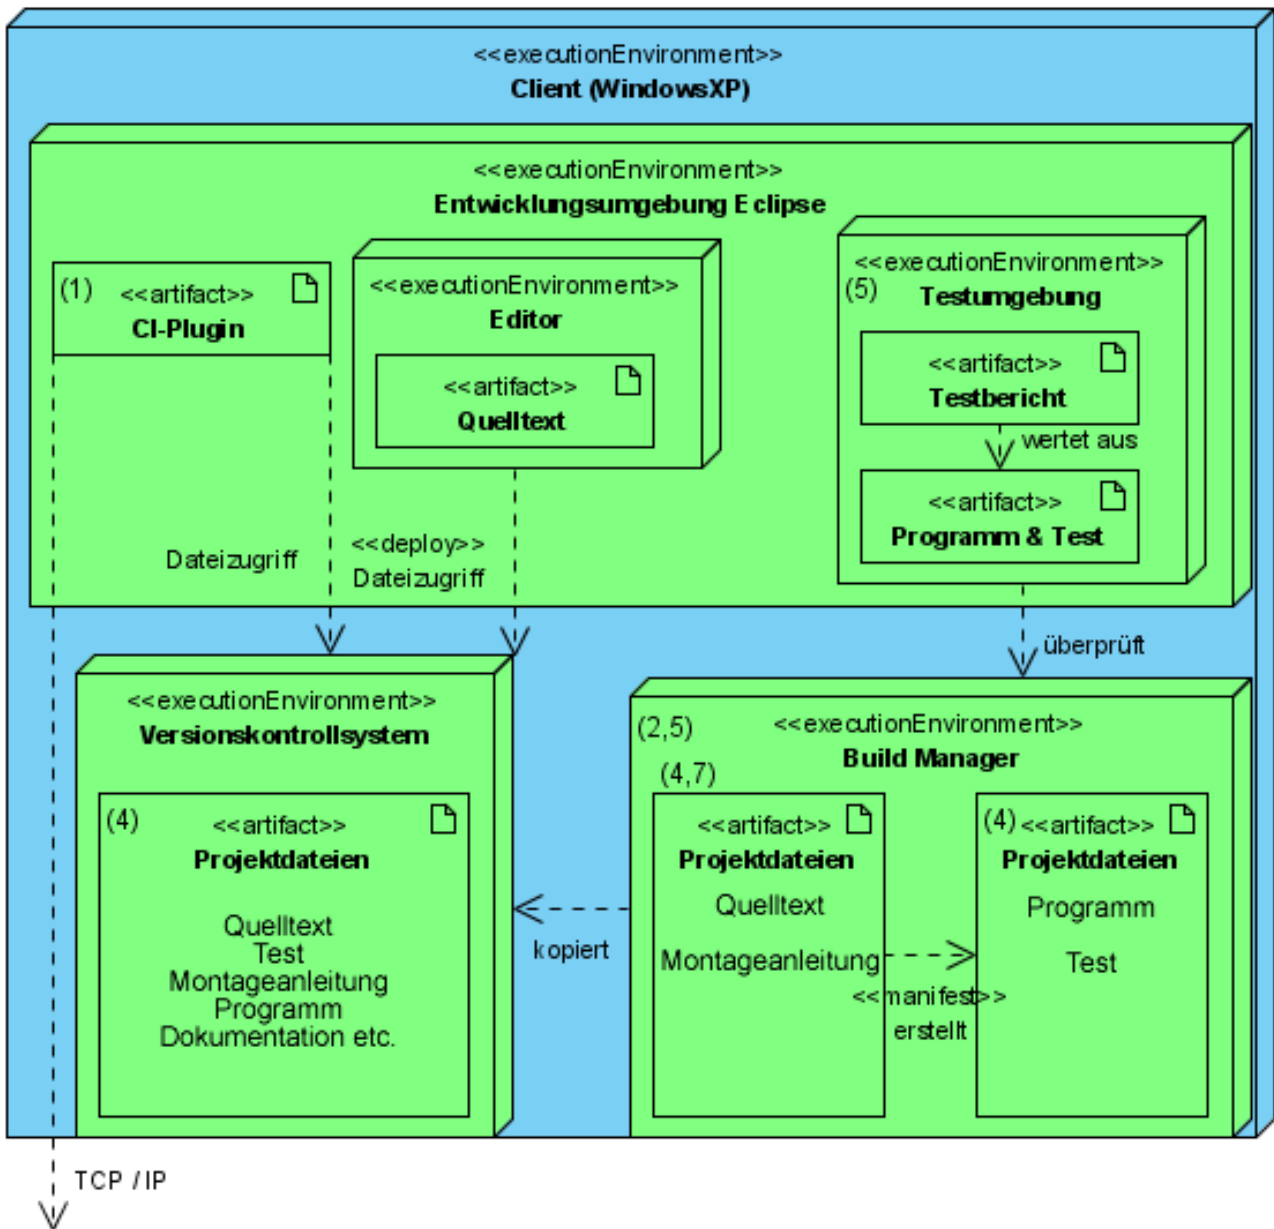 <<executionEnvironment>>
Client (WindowsXP)
<<executionEnvironment>>
Entwicklungsumgebung Eclipse
(1)
<<artifact>>
CI-Plugin
<<executionEnvironment>>
Editor
<<artifact>>
Quelltext
<<executionEnvironment>>
(5)
Testumgebung
<<artifact>>
Testbericht
wertet aus
<<artifact>>
Programm & Test
Dateizugriff
<<deploy>>
Dateizugriff
überprüft
<<executionEnvironment>>
Versionskontrollsystem
(4)
<<artifact>>
Projektdateien
Quelltext
Test
Montageanleitung
Programm
Dokumentation etc.
kopiert
(2,5)
<<executionEnvironment>>
Build Manager
(4,7)
<<artifact>>
Projektdateien
Quelltext
Montageanleitung
<<manifest>>
erstellt
(4)
<<artifact>>
Projektdateien
Programm
Test
TCP / IP